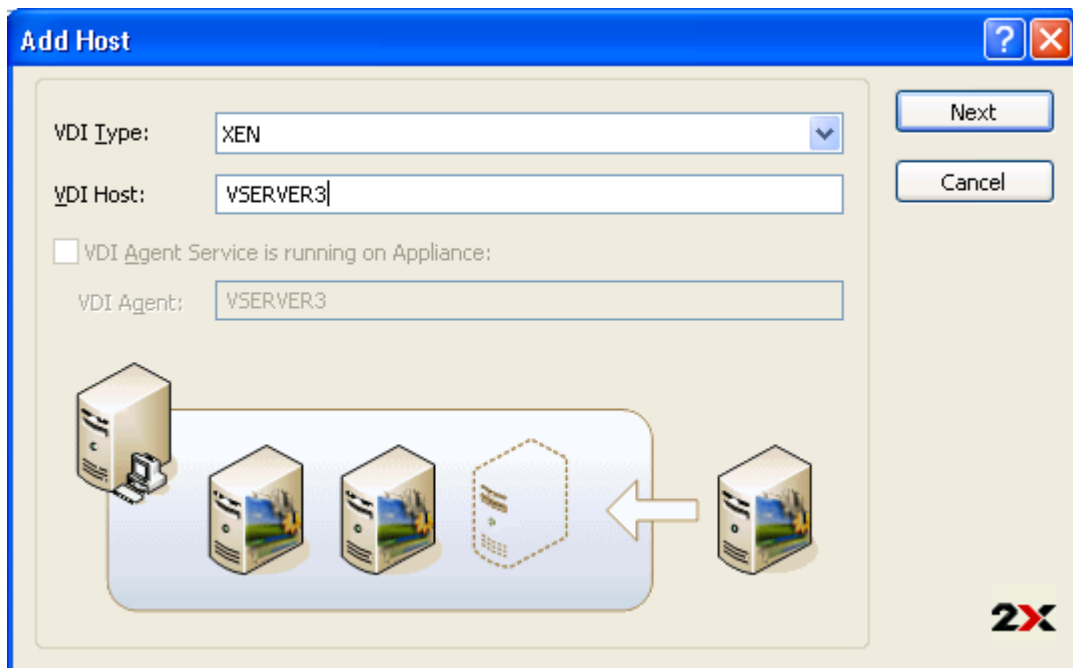 Add Host
VDI Type:
XEN
Next
VDI Host:
VSERVER3
Cancel
VDI Agent Service is running on Appliance:
VDI Agent:
VSERVER3
2X